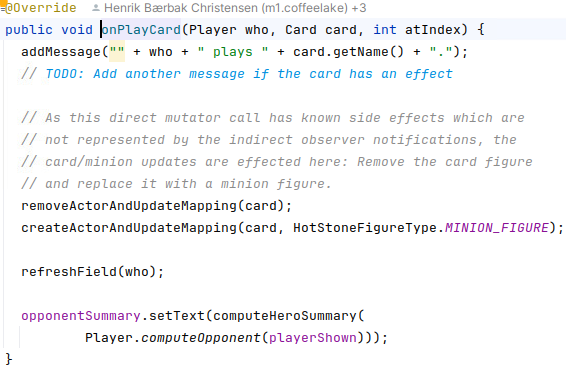 @Override    Henrik Bærbak Christensen (m1.coffeelake) +3
public void onPlayCard(Player who, Card card, int atIndex) {
  addMessage("" + who + " plays " + card.getName() + ".");
  // TODO: Add another message if the card has an effect

  // As this direct mutator call has known side effects which are
  // not represented by the indirect observer notifications, the
  // card/minion updates are effected here: Remove the card figure
  // and replace it with a minion figure.
  removeActorAndUpdateMapping(card);
  createActorAndUpdateMapping(card, HotStoneFigureType.MINION_FIGURE);

  refreshField(who);

  opponentSummary.setText(computeHeroSummary(
          Player.computeOpponent(playerShown)));
}